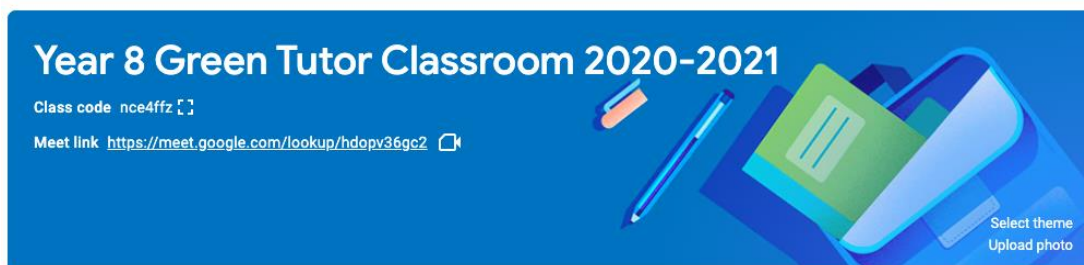 Year 8 Green Tutor Classroom 2020-2021
Class code nce4ffz
Meet link https://meet.google.com/lookup/hdopv36gc2
Select theme
Upload photo